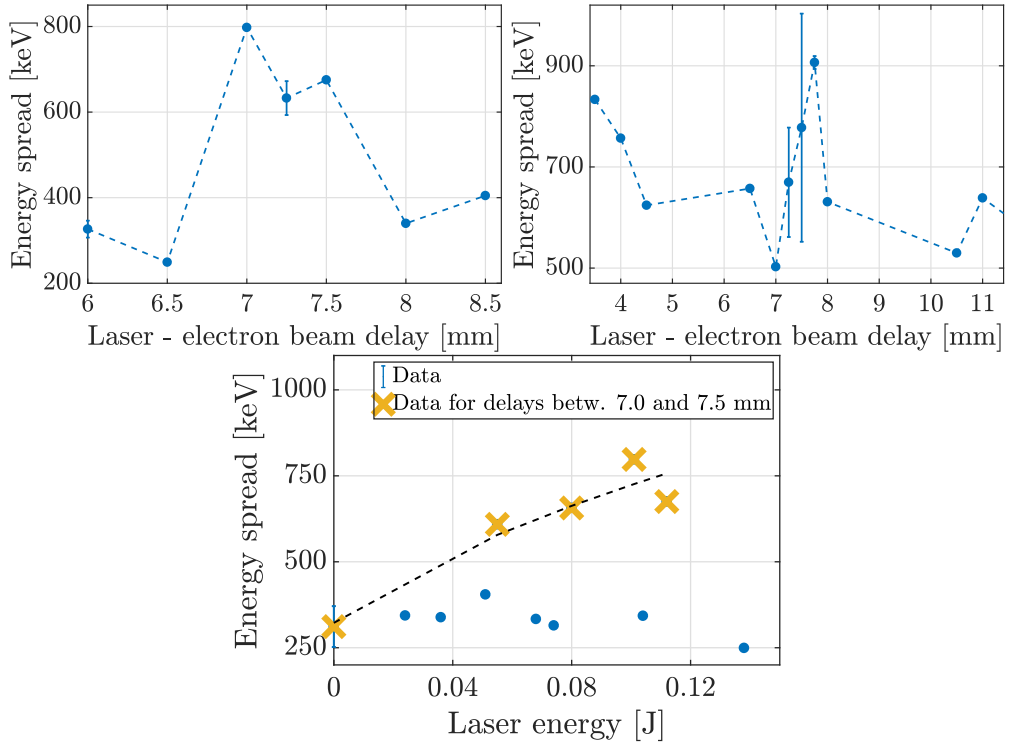 800
600
400
200
Energy spread [keV]
6 6.5 7 7.5 8 8.5
Laser - electron beam delay [mm]
900
700
500
Energy spread [keV]
4 5 6 7 8 9 10 11
Laser - electron beam delay [mm]
1000
750
500
250
Energy spread [keV]
Data
Data for delays betw. 7.0 and 7.5 mm
0 0.04 0.08 0.12
Laser energy [J]